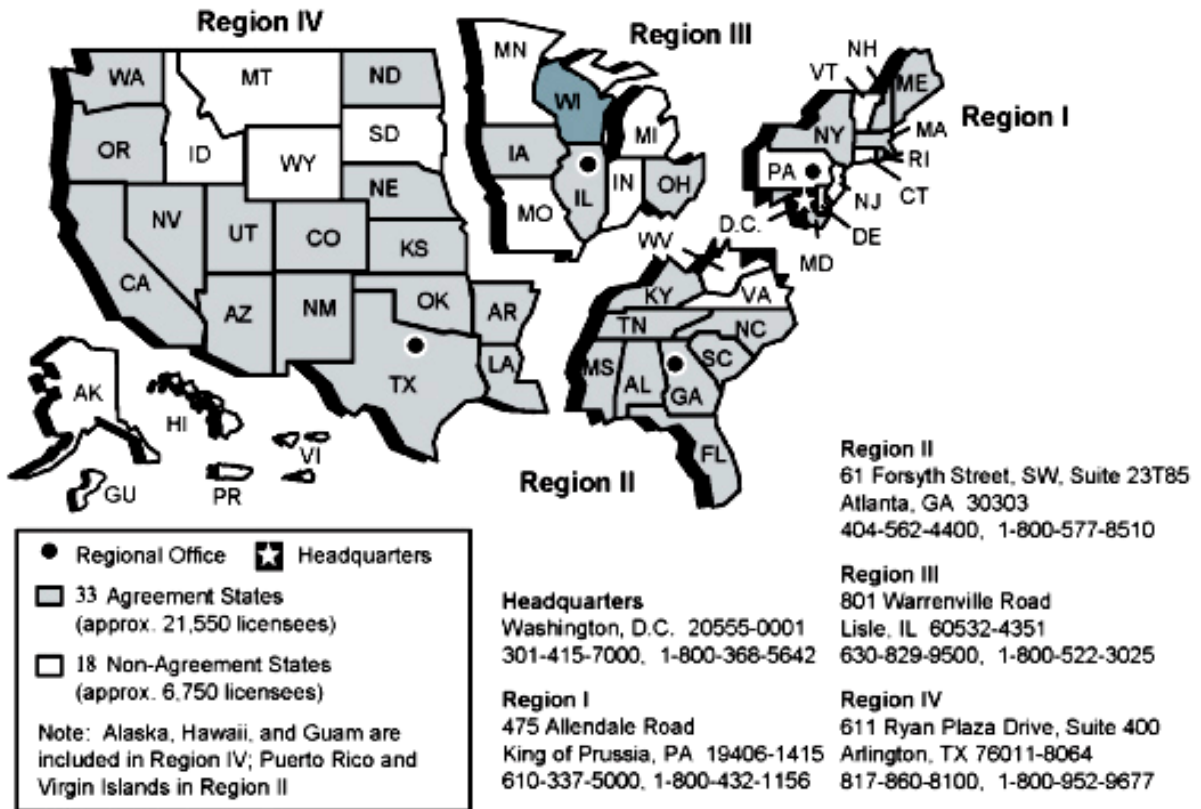 Region IV
Region III
Region I
WA
MT
ND
MN
WI
NH
VT
ME
OR
ID
SD
WY
IA
MI
NY
MA
RI
NE
IL
IN
OH
PA
CT
NV
UT
CO
KS
MO
NJ
D.C.
DE
WV
MD
CA
AZ
NM
OK
AR
KY
VA
TN
NC
TX
LA
MS
AL
SC
GA
AK
HI
VI
FL
GU
PR
Region II
Regional Office
Headquarters
33 Agreement States
(approx. 21,550 licensees)
18 Non-Agreement States
(approx. 6,750 licensees)
Note: Alaska, Hawaii, and Guam are
included in Region IV; Puerto Rico and
Virgin Islands in Region II
Headquarters
Washington, D.C. 20555-0001
301-415-7000, 1-800-368-5642
Region I
475 Allendale Road
King of Prussia, PA 19406-1415
610-337-5000, 1-800-432-1156
Region II
61 Forsyth Street, SW, Suite 23T85
Atlanta, GA 30303
404-562-4400, 1-800-577-8510
Region III
801 Warrenville Road
Lisle, IL 60532-4351
630-829-9500, 1-800-522-3025
Region IV
611 Ryan Plaza Drive, Suite 400
Arlington, TX 76011-8064
817-860-8100, 1-800-952-9677